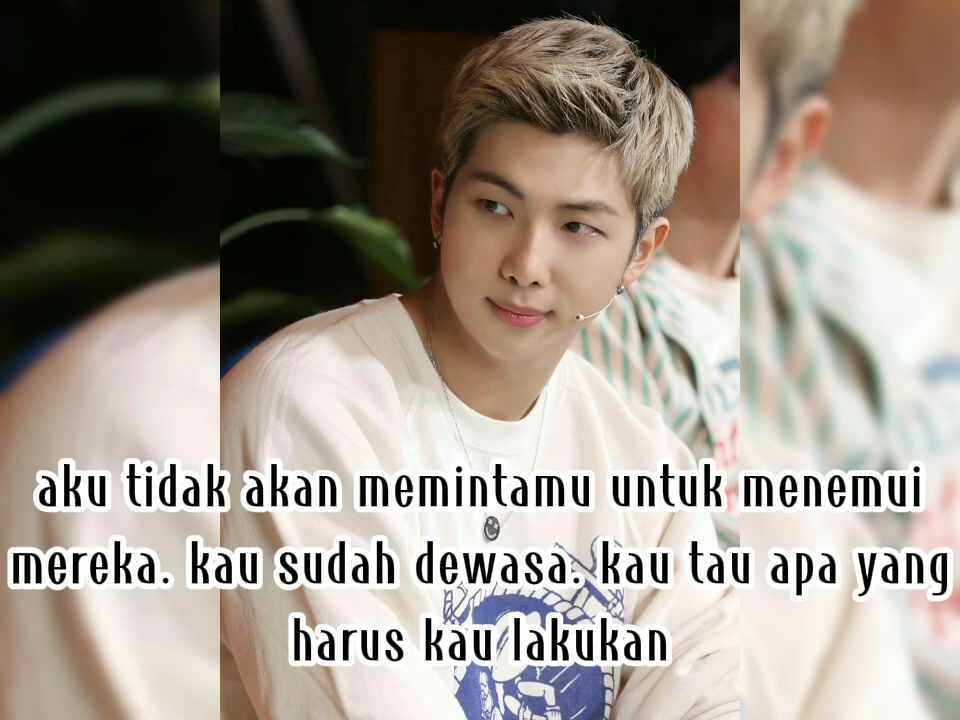 aku tidak akan memintamu untuk menemui
mereka. kau sudah dewasa. kau tau apa yang
harus kau lakukan